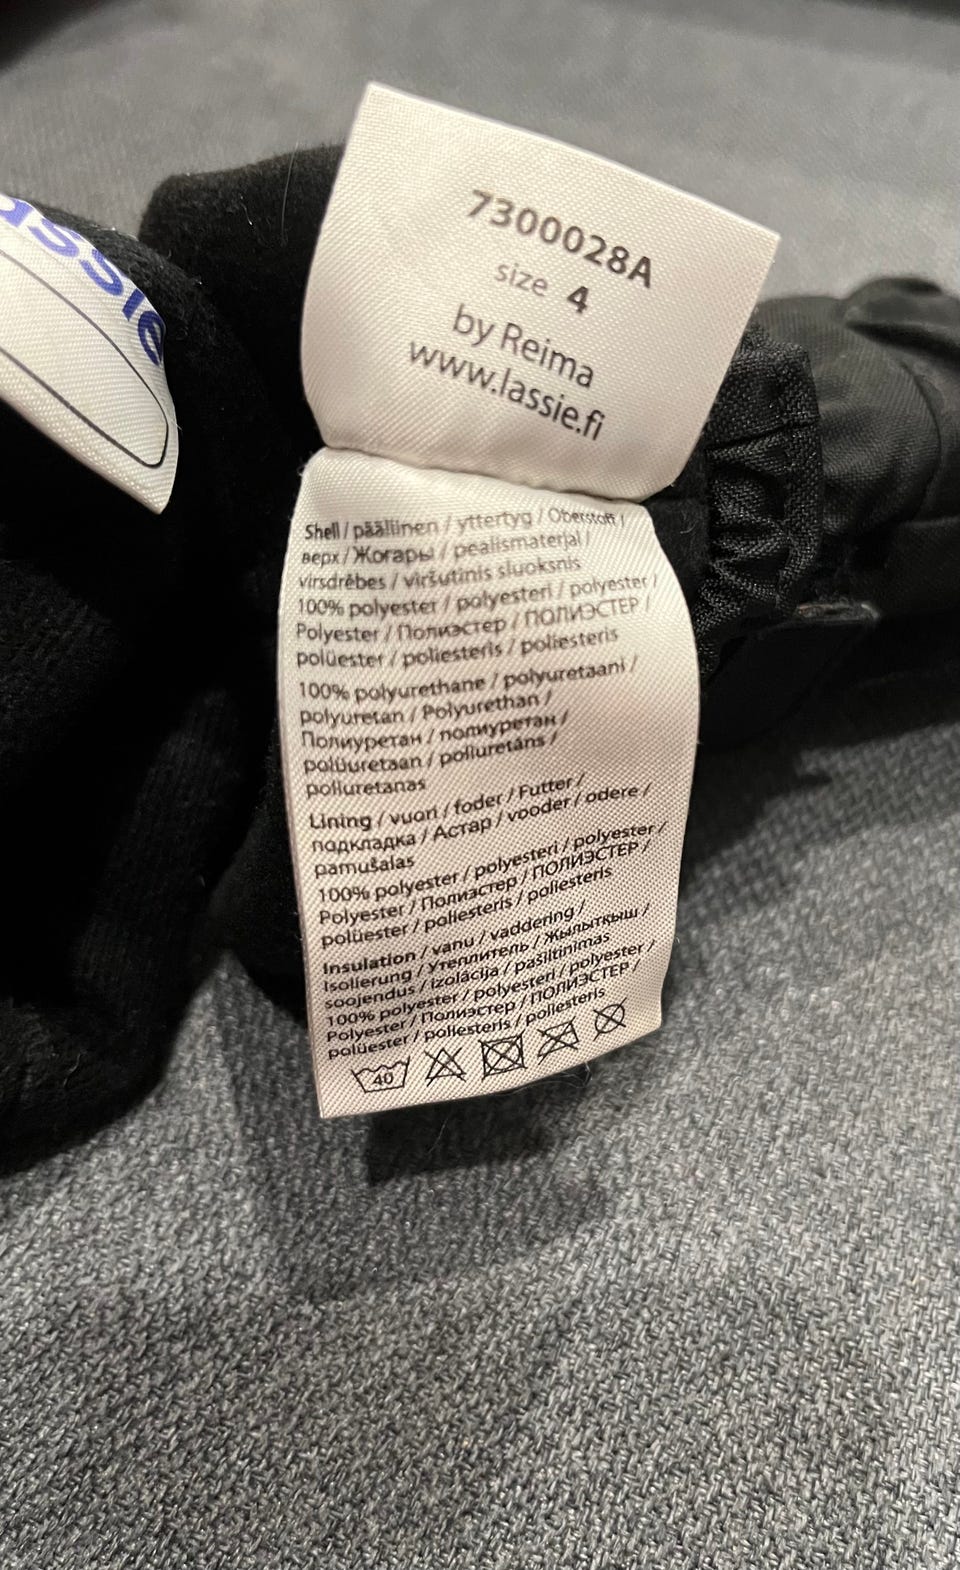 assie
7300028A
size 4
by Reima
www.lassie.fi
Shell / päällinen / yttertyg / Oberstoff /
верх / Жоғары / pealismaterjal /
virsdrēbes / viršutinis sluoksnis
100% polyester / polyesteri / polyester /
Polyester / Полиэстер / ПОЛИЭСТЕР /
polüester / poliesteris / poliesteris
100% polyurethane / polyuretaani /
polyuretan / Polyurethan /
Полиуретан / полиуретан /
polüuretaan / poliuretāns /
poliuretanas
Lining / vuori / foder / Futter /
подкладка / Астар / vooder / odere /
pamušalas
100% polyester / polyesteri / polyester /
Polyester / Полиэстер / ПОЛИЭСТЕР /
polüester / poliesteris / poliesteris
Insulation / vanu / vaddering /
Isolierung / утеплитель / Жылытқыш /
soojendus / izolācija / pašiltinimas
100% polyester / polyesteri / polyester /
Polyester / Полиэстер / ПОЛИЭСТЕР /
polüester / poliesteris / poliesteris
40